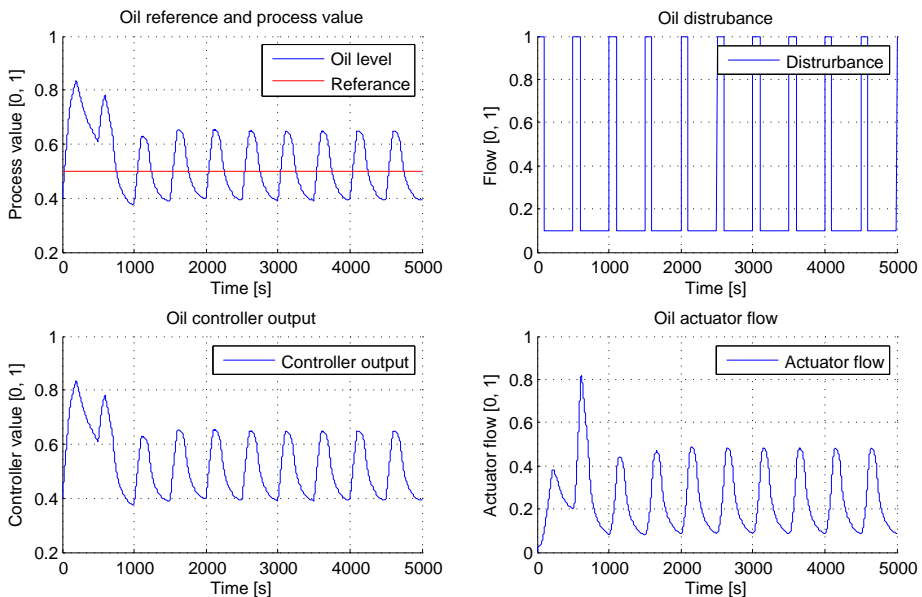 Oil reference and process value
Process value [0, 1]
1
0.8
0.6
0.4
0.2
Oil level
Referance
0 1000 2000 3000 4000 5000
Time [s]
Oil distrubance
Flow [0, 1]
1
0.8
0.6
0.4
0.2
0
Distrurbance
0 1000 2000 3000 4000 5000
Time [s]
Oil controller output
Controller value [0, 1]
1
0.8
0.6
0.4
0.2
Controller output
0 1000 2000 3000 4000 5000
Time [s]
Oil actuator flow
Actuator flow [0, 1]
1
0.8
0.6
0.4
0.2
0
Actuator flow
0 1000 2000 3000 4000 5000
Time [s]